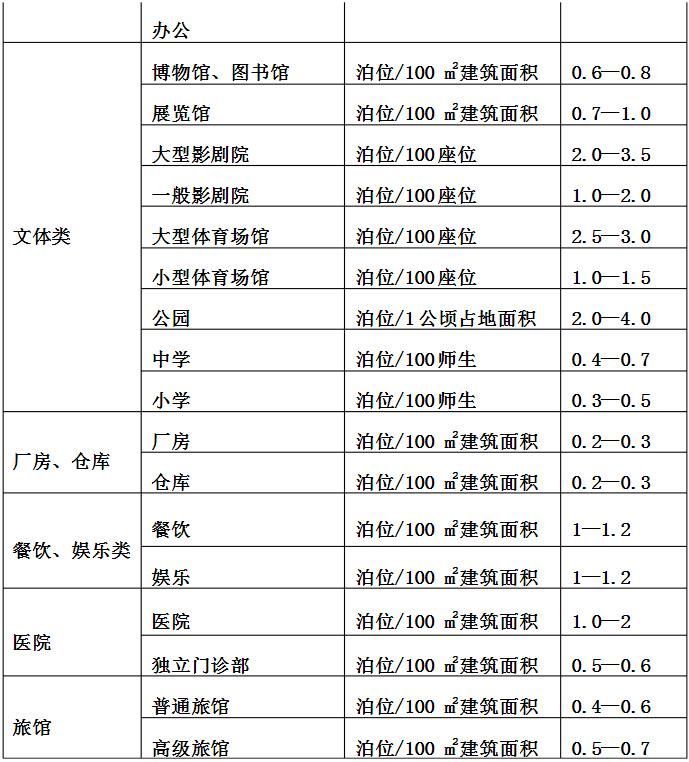 办公
文体类
博物馆、图书馆 泊位/100 ㎡建筑面积 0.6—0.8
展览馆 泊位/100 ㎡建筑面积 0.7—1.0
大型影剧院 泊位/100座位 2.0—3.5
一般影剧院 泊位/100座位 1.0—2.0
大型体育场馆 泊位/100座位 2.5—3.0
小型体育场馆 泊位/100座位 1.0—1.5
公园 泊位/1公顷占地面积 2.0—4.0
中学 泊位/100师生 0.4—0.7
小学 泊位/100师生 0.3—0.5
厂房、仓库
厂房 泊位/100 ㎡建筑面积 0.2—0.3
仓库 泊位/100 ㎡建筑面积 0.2—0.3
餐饮、娱乐类
餐饮 泊位/100 ㎡建筑面积 1—1.2
娱乐 泊位/100 ㎡建筑面积 1—1.2
医院
医院 泊位/100 ㎡建筑面积 1.0—2
独立门诊部 泊位/100 ㎡建筑面积 0.5—0.6
旅馆
普通旅馆 泊位/100 ㎡建筑面积 0.4—0.6
高级旅馆 泊位/100 ㎡建筑面积 0.5—0.7